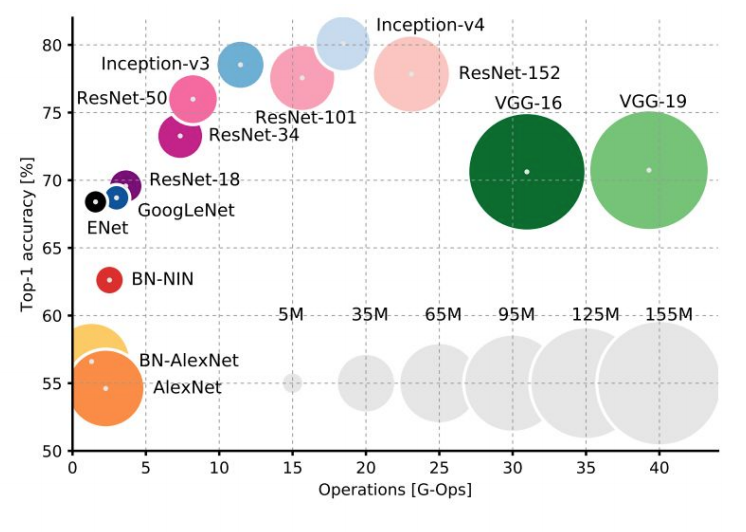 Inception-v4
80
Inception-v3
ResNet-152
ResNet-50
VGG-16
VGG-19
75
ResNet-101
ResNet-34
70
ResNet-18
GoogLeNet
ENet
65
BN-NIN
60
5M 35M 65M 95M 125M 155M
BN-AlexNet
55
AlexNet
50
0 5 10 15 20 25 30 35 40
Operations [G-Ops]
Top-1 accuracy [%]